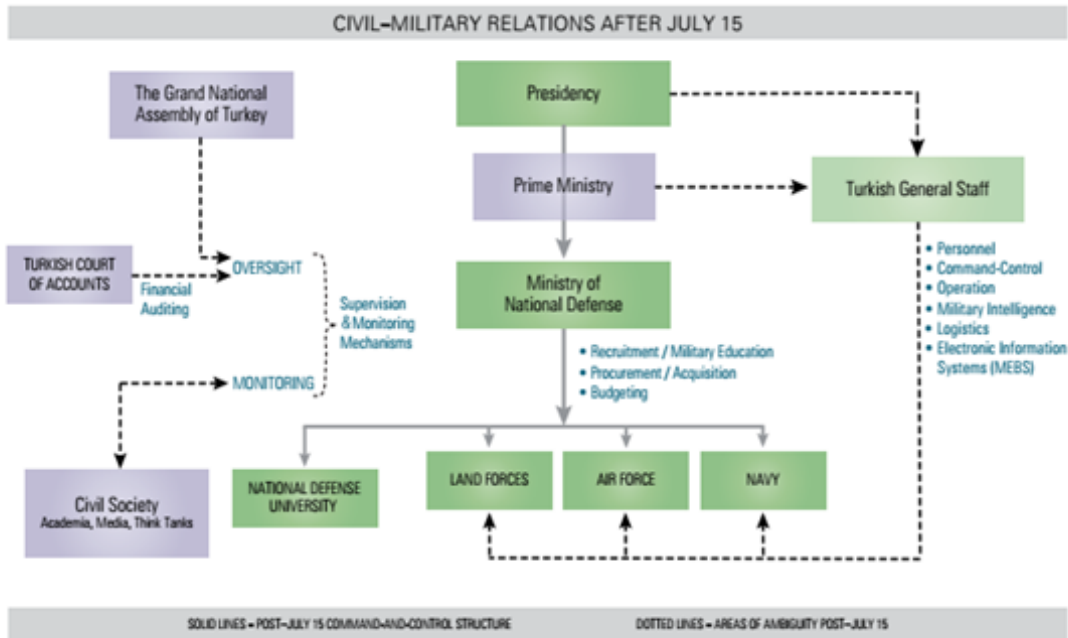 CIVIL–MILITARY RELATIONS AFTER JULY 15
The Grand National
Assembly of Turkey
Presidency
Prime Ministry
Turkish General Staff
TURKISH COURT
OF ACCOUNTS
Financial
Auditing
OVERSIGHT
Supervision
& Monitoring
Mechanisms
MONITORING
Ministry of
National Defense
• Personnel
• Command-Control
• Operation
• Military Intelligence
• Logistics
• Electronic Information
Systems (MEBS)
• Recruitment / Military Education
• Procurement / Acquisition
• Budgeting
Civil Society
Academia, Media, Think Tanks
NATIONAL DEFENSE
UNIVERSITY
LAND FORCES
AIR FORCE
NAVY
SOLID LINES = POST–JULY 15 COMMAND-AND-CONTROL STRUCTURE
DOTTED LINES = AREAS OF AMBIGUITY POST–JULY 15